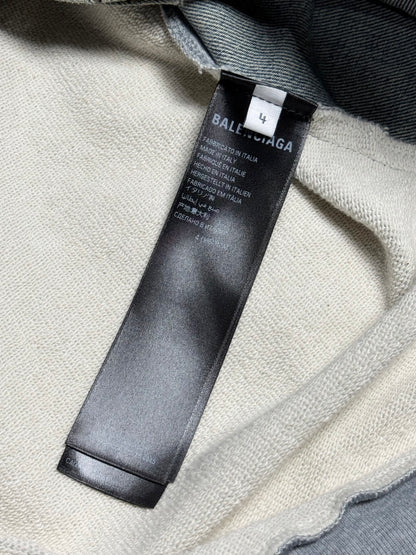 4
BALENCIAGA
FABBRICATO IN ITALIA
MADE IN ITALY
FABRIQUÉ EN ITALIE
HECHO EN ITALIA
HERGESTELLT IN ITALIEN
FABRICADO EM ITÁLIA
イタリア製
صنع في إيطاليا
产地意大利
СДЕЛАНО В